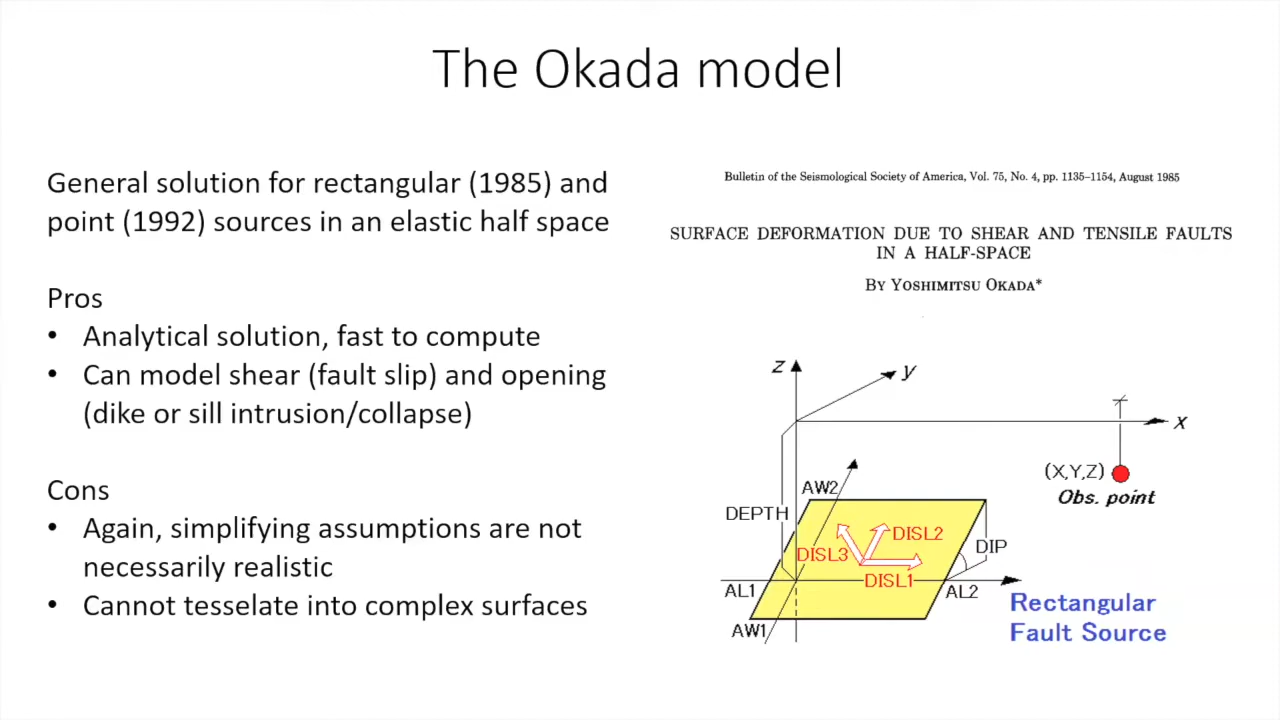 The Okada model
General solution for rectangular (1985) and
point (1992) sources in an elastic half space
Pros
• Analytical solution, fast to compute
• Can model shear (fault slip) and opening
(dike or sill intrusion/collapse)
Cons
• Again, simplifying assumptions are not
necessarily realistic
• Cannot tesselate into complex surfaces
Bulletin of the Seismological Society of America, Vol. 75, No. 4, pp. 1135–1154, August 1985
SURFACE DEFORMATION DUE TO SHEAR AND TENSILE FAULTS
IN A HALF-SPACE
BY YOSHIMITSU OKADA*
z
y
x
(X,Y,Z)
Obs. point
AW2
DEPTH
DISL2
DISL3
DIP
DISL1
AL1
AL2
AW1
Rectangular
Fault Source